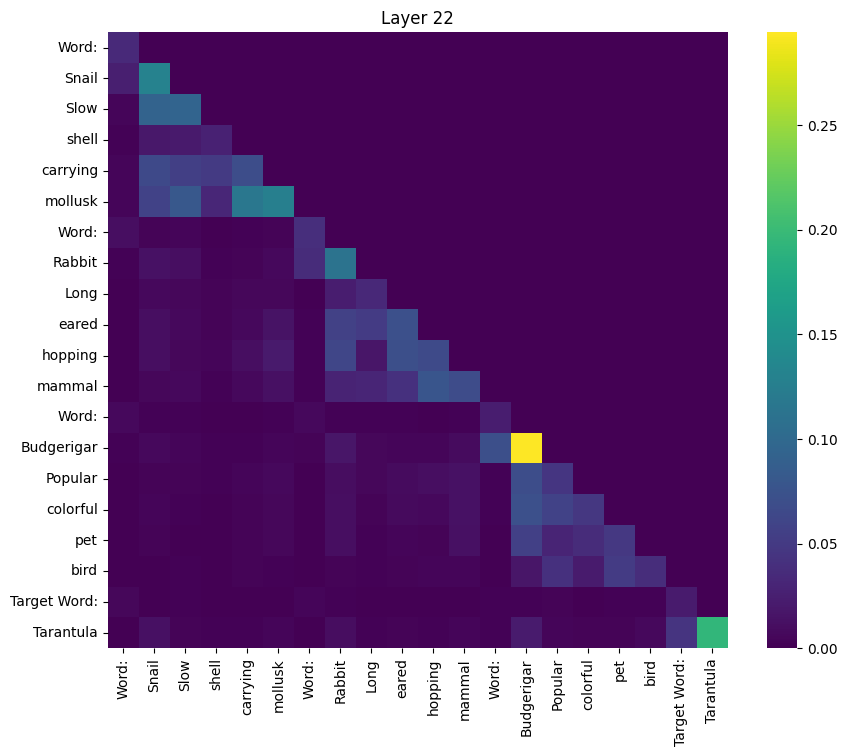 Layer 22
Word:
Snail
Slow
shell
carrying
mollusk
Word:
Rabbit
Long
eared
hopping
mammal
Word:
Budgerigar
Popular
colorful
pet
bird
Target Word:
Tarantula
Word:
Snail
Slow
shell
carrying
mollusk
Word:
Rabbit
Long
eared
hopping
mammal
Word:
Budgerigar
Popular
colorful
pet
bird
Target Word:
Tarantula
0.25
0.20
0.15
0.10
0.05
0.00